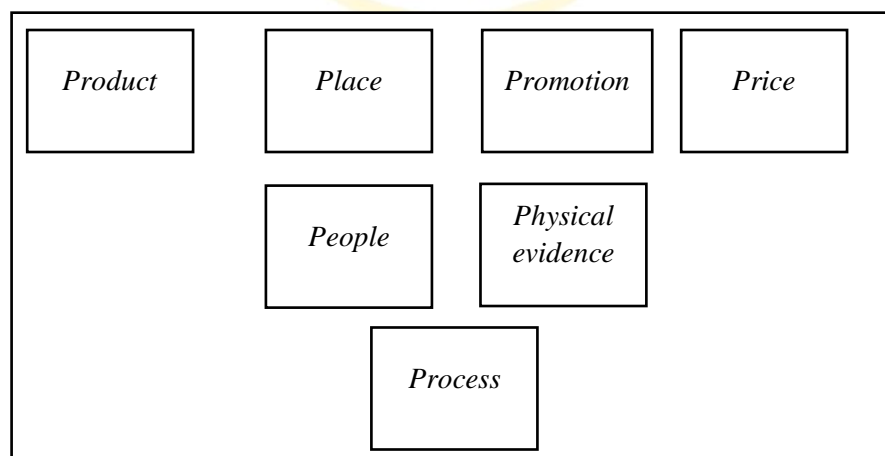 Product
Place
Promotion
Price
People
Physical
evidence
Process